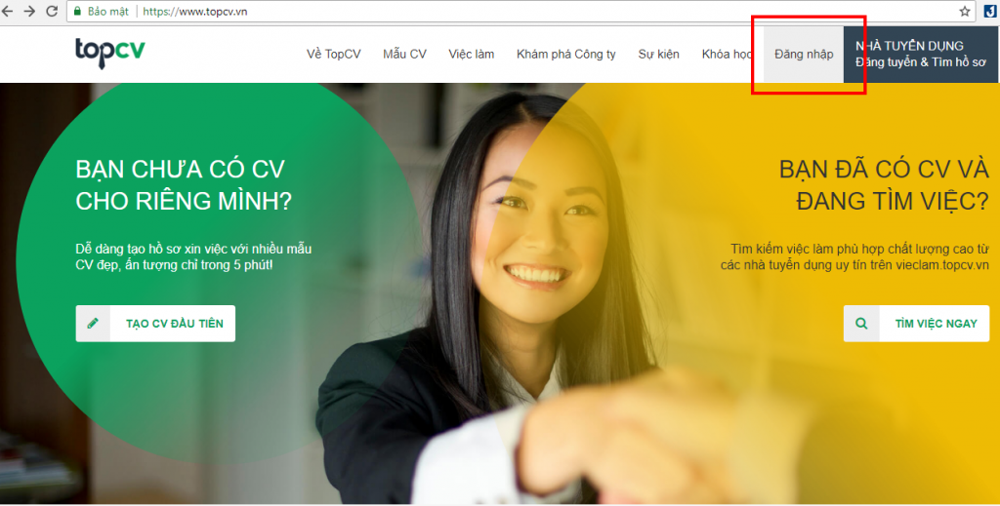 Bảo mật | https://www.topcv.vn
topcv
Về TopCV Mẫu CV Việc làm Khám phá Công ty Sự kiện Khóa học Đăng nhập
NHÀ TUYỂN DỤNG
Đăng tuyển & Tìm hồ sơ
BẠN CHƯA CÓ CV
CHO RIÊNG MÌNH?
Dễ dàng tạo hồ sơ xin việc với nhiều mẫu
CV đẹp, ấn tượng chỉ trong 5 phút!
TẠO CV ĐẦU TIÊN
BẠN ĐÃ CÓ CV VÀ
ĐANG TÌM VIỆC?
Tìm kiếm việc làm phù hợp chất lượng cao từ
các nhà tuyển dụng uy tín trên vieclam.topcv.vn
TÌM VIỆC NGAY